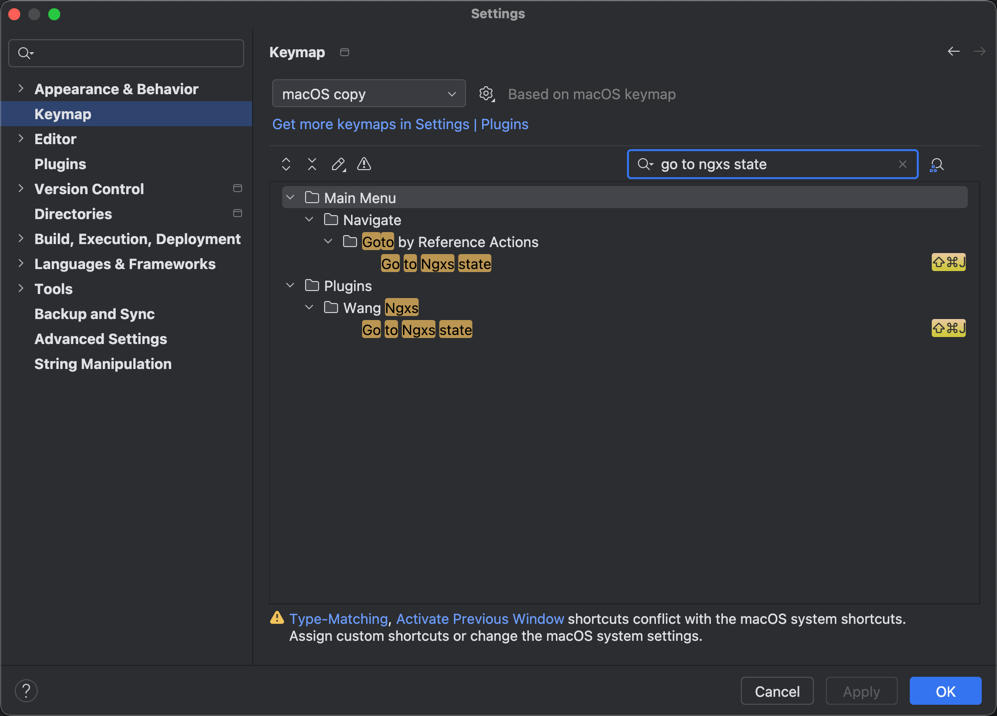 Settings
Appearance & Behavior
Keymap
Editor
Plugins
Version Control
Directories
Build, Execution, Deployment
Languages & Frameworks
Tools
Backup and Sync
Advanced Settings
String Manipulation
?
Keymap
macOS copy
Based on macOS keymap
Get more keymaps in Settings | Plugins
go to ngxs state
Main Menu
Navigate
Goto by Reference Actions
Go to Ngxs state ⇧⌘J
Plugins
Wang Ngxs
Go to Ngxs state ⇧⌘J
Type-Matching, Activate Previous Window shortcuts conflict with the macOS system shortcuts.
Assign custom shortcuts or change the macOS system settings.
Cancel
Apply
OK